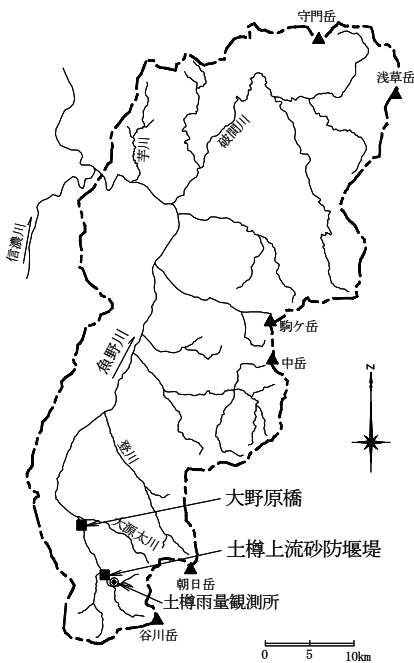 守門岳
浅草岳
芋川
破間川
信濃川
駒ケ岳
魚野川
中岳
N
登川
大野原橋
大源太川
土樽上流砂防堰堤
朝日岳
土樽雨量観測所
谷川岳
0 5 10km